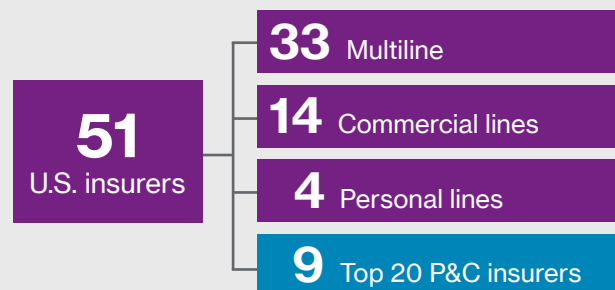 51
U.S. insurers
33 Multiline
14 Commercial lines
4 Personal lines
9 Top 20 P&C insurers